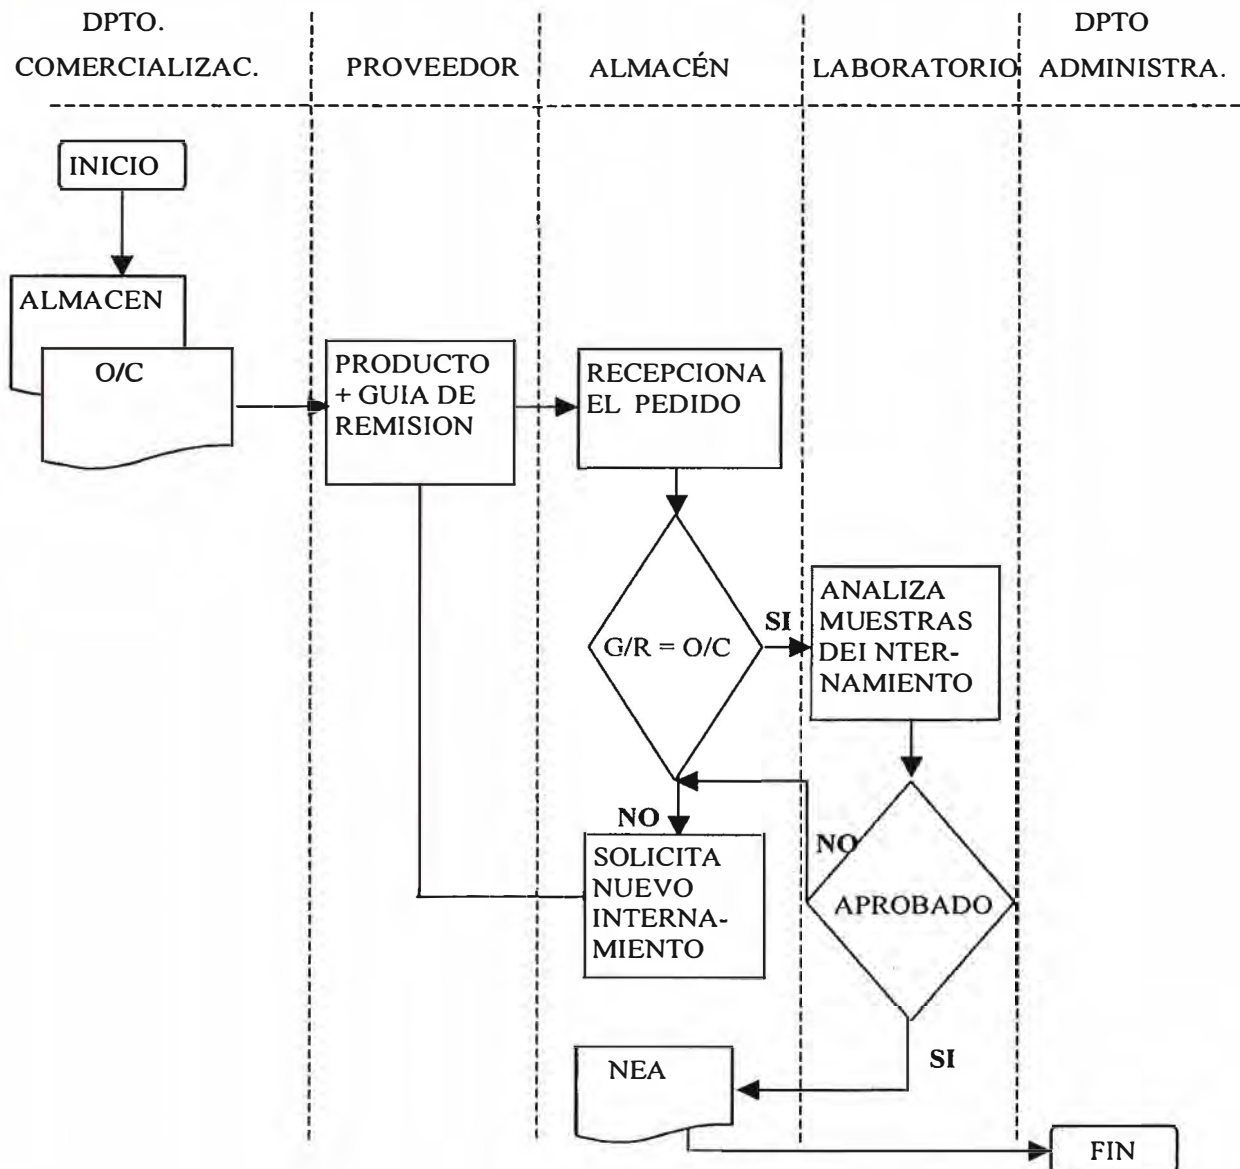 DPTO.
COMERCIALIZAC.
PROVEEDOR
ALMACÉN
LABORATORIO
DPTO
ADMINISTRA.
INICIO
ALMACEN
O/C
PRODUCTO
+ GUIA DE
REMISION
RECEPCIONA
EL PEDIDO
G/R = O/C
SI
ANALIZA
MUESTRAS
DEI NTER-
NAMIENTO
NO
SOLICITA
NUEVO
INTERNA-
MIENTO
NO
APROBADO
SI
NEA
FIN